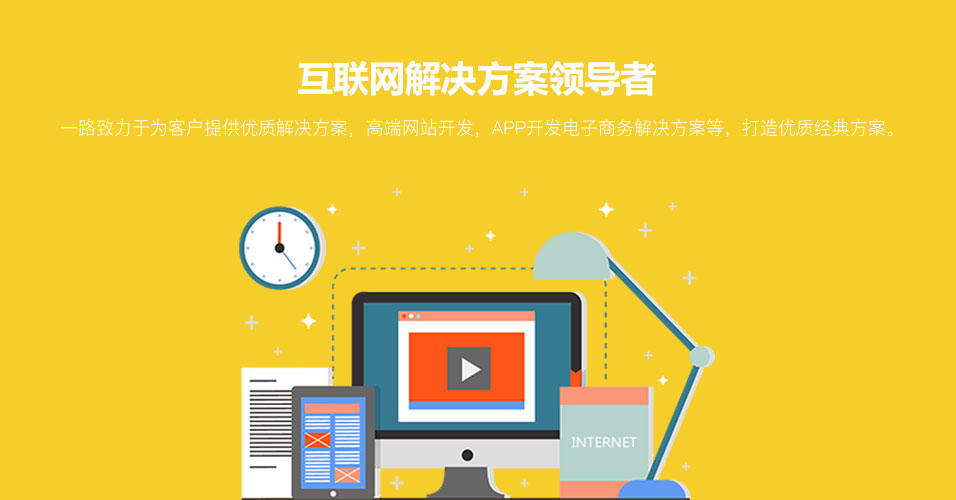 互联网解决方案领导者
一路致力于为客户提供优质解决方案，高端网站开发，APP开发电子商务解决方案等，打造优质经典方案。
INTERNET